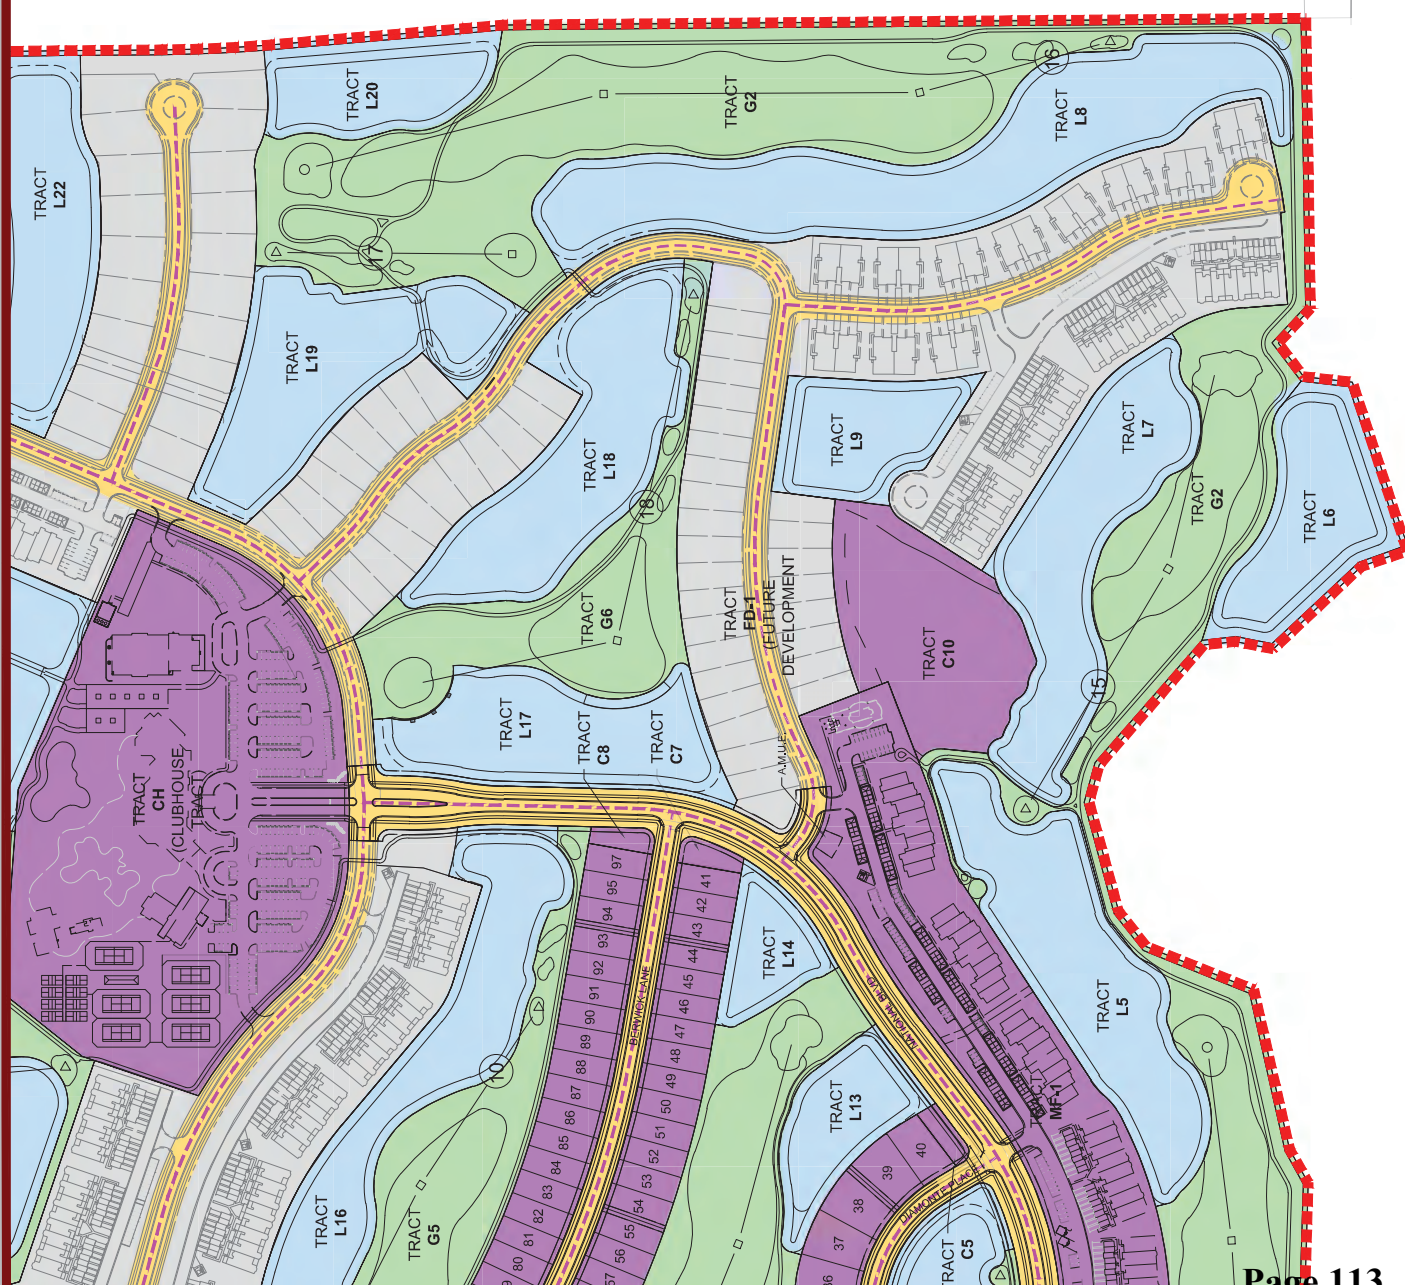 TRACT
L20
TRACT
G2
16
TRACT
L8
TRACT
L22
17
TRACT
L19
TRACT
L18
18
TRACT
L9
TRACT
L7
TRACT
G2
TRACT
L6
TRACT
G6
TRACT
FD-1
(FUTURE
DEVELOPMENT
TRACT
C10
15
TRACT
L17
TRACT
C8
TRACT
C7
A.M.U.E.
TRACT
CH
(CLUBHOUSE
TRACT
97
95
94
93
92
91
90
89
88
87
86
85
84
83
82
81
80
41
42
43
44
45
46
47
48
49
50
51
52
53
54
55
56
57
BERWICK LANE
TRACT
L14
NATIONAL BLVD.
TRACT
L5
10
TRACT
L13
TRACT
MF-1
40
39
38
37
DIAMONTE PLACE
TRACT
L16
TRACT
G5
TRACT
C5
Page 113